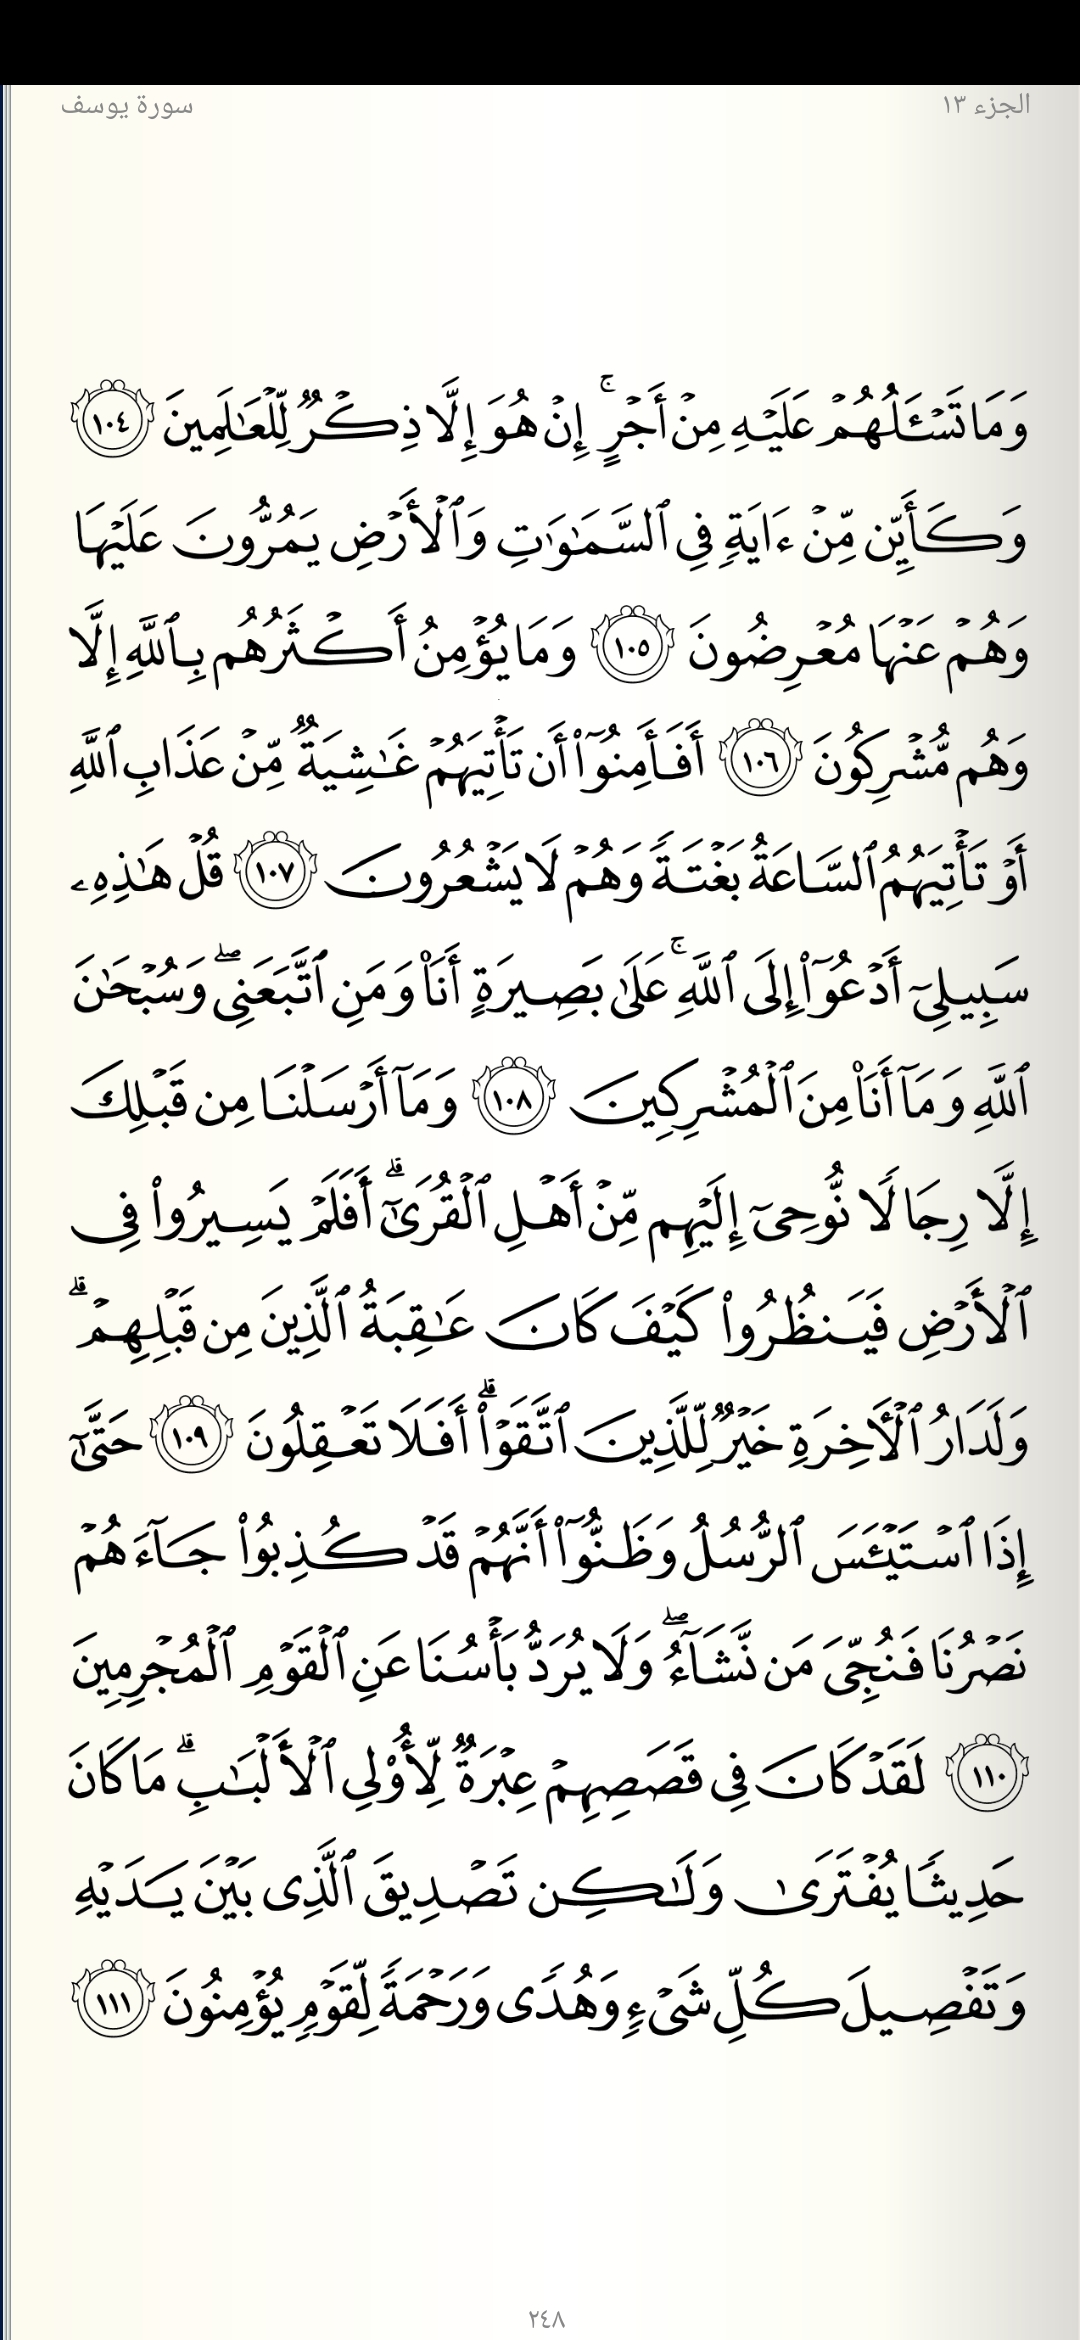 الجزء ١٣
سورة يوسف
وَمَا تَسْـَٔلُهُمْ عَلَيْهِ مِنْ أَجْرٍ ۚ إِنْ هُوَ إِلَّا ذِكْرٌ لِّلْعَٰلَمِينَ ١٠٤
وَكَأَيِّن مِّنْ ءَايَةٍ فِى ٱلسَّمَٰوَٰتِ وَٱلْأَرْضِ يَمُرُّونَ عَلَيْهَا
وَهُمْ عَنْهَا مُعْرِضُونَ ١٠٥ وَمَا يُؤْمِنُ أَكْثَرُهُم بِٱللَّهِ إِلَّا
وَهُم مُّشْرِكُونَ ١٠٦ أَفَأَمِنُوٓا۟ أَن تَأْتِيَهُمْ غَٰشِيَةٌ مِّنْ عَذَابِ ٱللَّهِ
أَوْ تَأْتِيَهُمُ ٱلسَّاعَةُ بَغْتَةً وَهُمْ لَا يَشْعُرُونَ ١٠٧ قُلْ هَٰذِهِۦ
سَبِيلِىٓ أَدْعُوٓا۟ إِلَى ٱللَّهِ ۚ عَلَىٰ بَصِيرَةٍ أَنَا۠ وَمَنِ ٱتَّبَعَنِى ۖ وَسُبْحَٰنَ
ٱللَّهِ وَمَآ أَنَا۠ مِنَ ٱلْمُشْرِكِينَ ١٠٨ وَمَآ أَرْسَلْنَا مِن قَبْلِكَ
إِلَّا رِجَالًا نُّوحِىٓ إِلَيْهِم مِّنْ أَهْلِ ٱلْقُرَىٰٓ ۗ أَفَلَمْ يَسِيرُوا۟ فِى
ٱلْأَرْضِ فَيَنظُرُوا۟ كَيْفَ كَانَ عَٰقِبَةُ ٱلَّذِينَ مِن قَبْلِهِمْ ۗ
وَلَدَارُ ٱلْـَٔاخِرَةِ خَيْرٌ لِّلَّذِينَ ٱتَّقَوْا۟ ۗ أَفَلَا تَعْقِلُونَ ١٠٩ حَتَّىٰٓ
إِذَا ٱسْتَيْـَٔسَ ٱلرُّسُلُ وَظَنُّوٓا۟ أَنَّهُمْ قَدْ كُذِبُوا۟ جَآءَهُمْ
نَصْرُنَا فَنُجِّىَ مَن نَّشَآءُ ۖ وَلَا يُرَدُّ بَأْسُنَا عَنِ ٱلْقَوْمِ ٱلْمُجْرِمِينَ
١١٠ لَقَدْ كَانَ فِى قَصَصِهِمْ عِبْرَةٌ لِّأُو۟لِى ٱلْأَلْبَٰبِ ۗ مَا كَانَ
حَدِيثًا يُفْتَرَىٰ وَلَٰكِن تَصْدِيقَ ٱلَّذِى بَيْنَ يَدَيْهِ
وَتَفْصِيلَ كُلِّ شَىْءٍ وَهُدًى وَرَحْمَةً لِّقَوْمٍ يُؤْمِنُونَ ١١١
٢٤٨